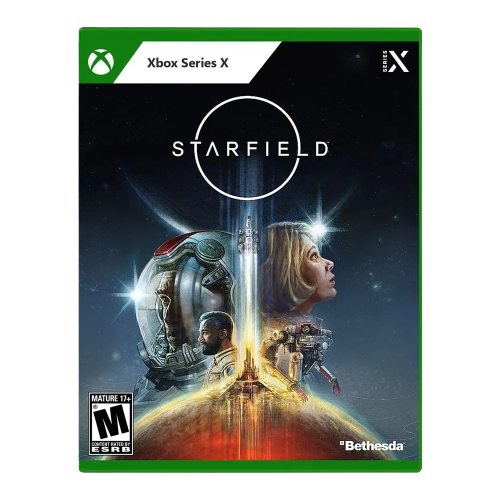 Xbox Series X
SERIES X
STARFIELD
MATURE 17+
M
CONTENT RATED BY
ESRB
Bethesda